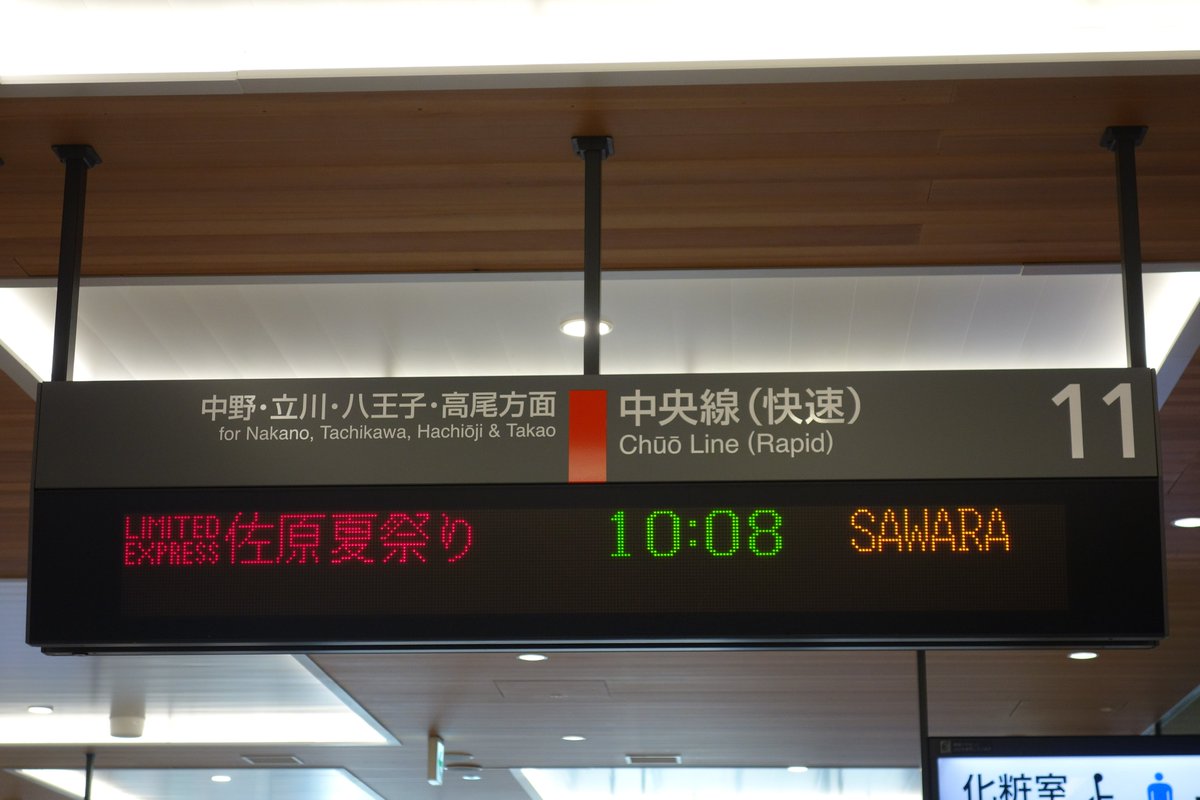 中野・立川・八王子・高尾方面
for Nakano, Tachikawa, Hachiōji & Takao
中央線(快速)
Chūō Line (Rapid)
11
LIMITED
EXPRESS
佐原夏祭り
10:08
SAWARA
化粧室